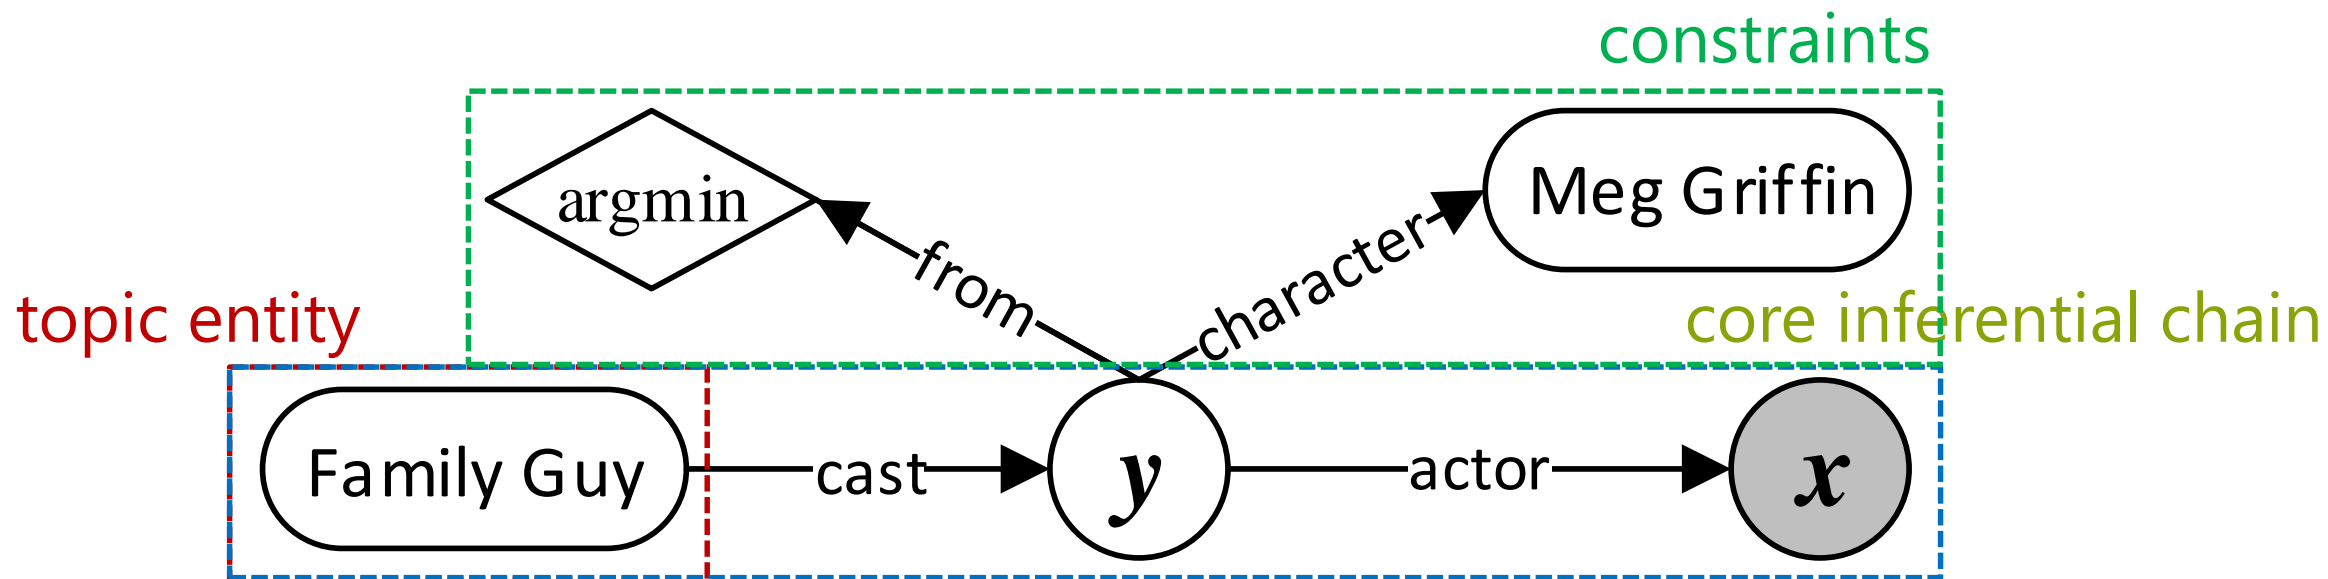 constraints
argmin
Meg Griffin
from
character
topic entity
core inferential chain
Family Guy
cast
y
actor
x